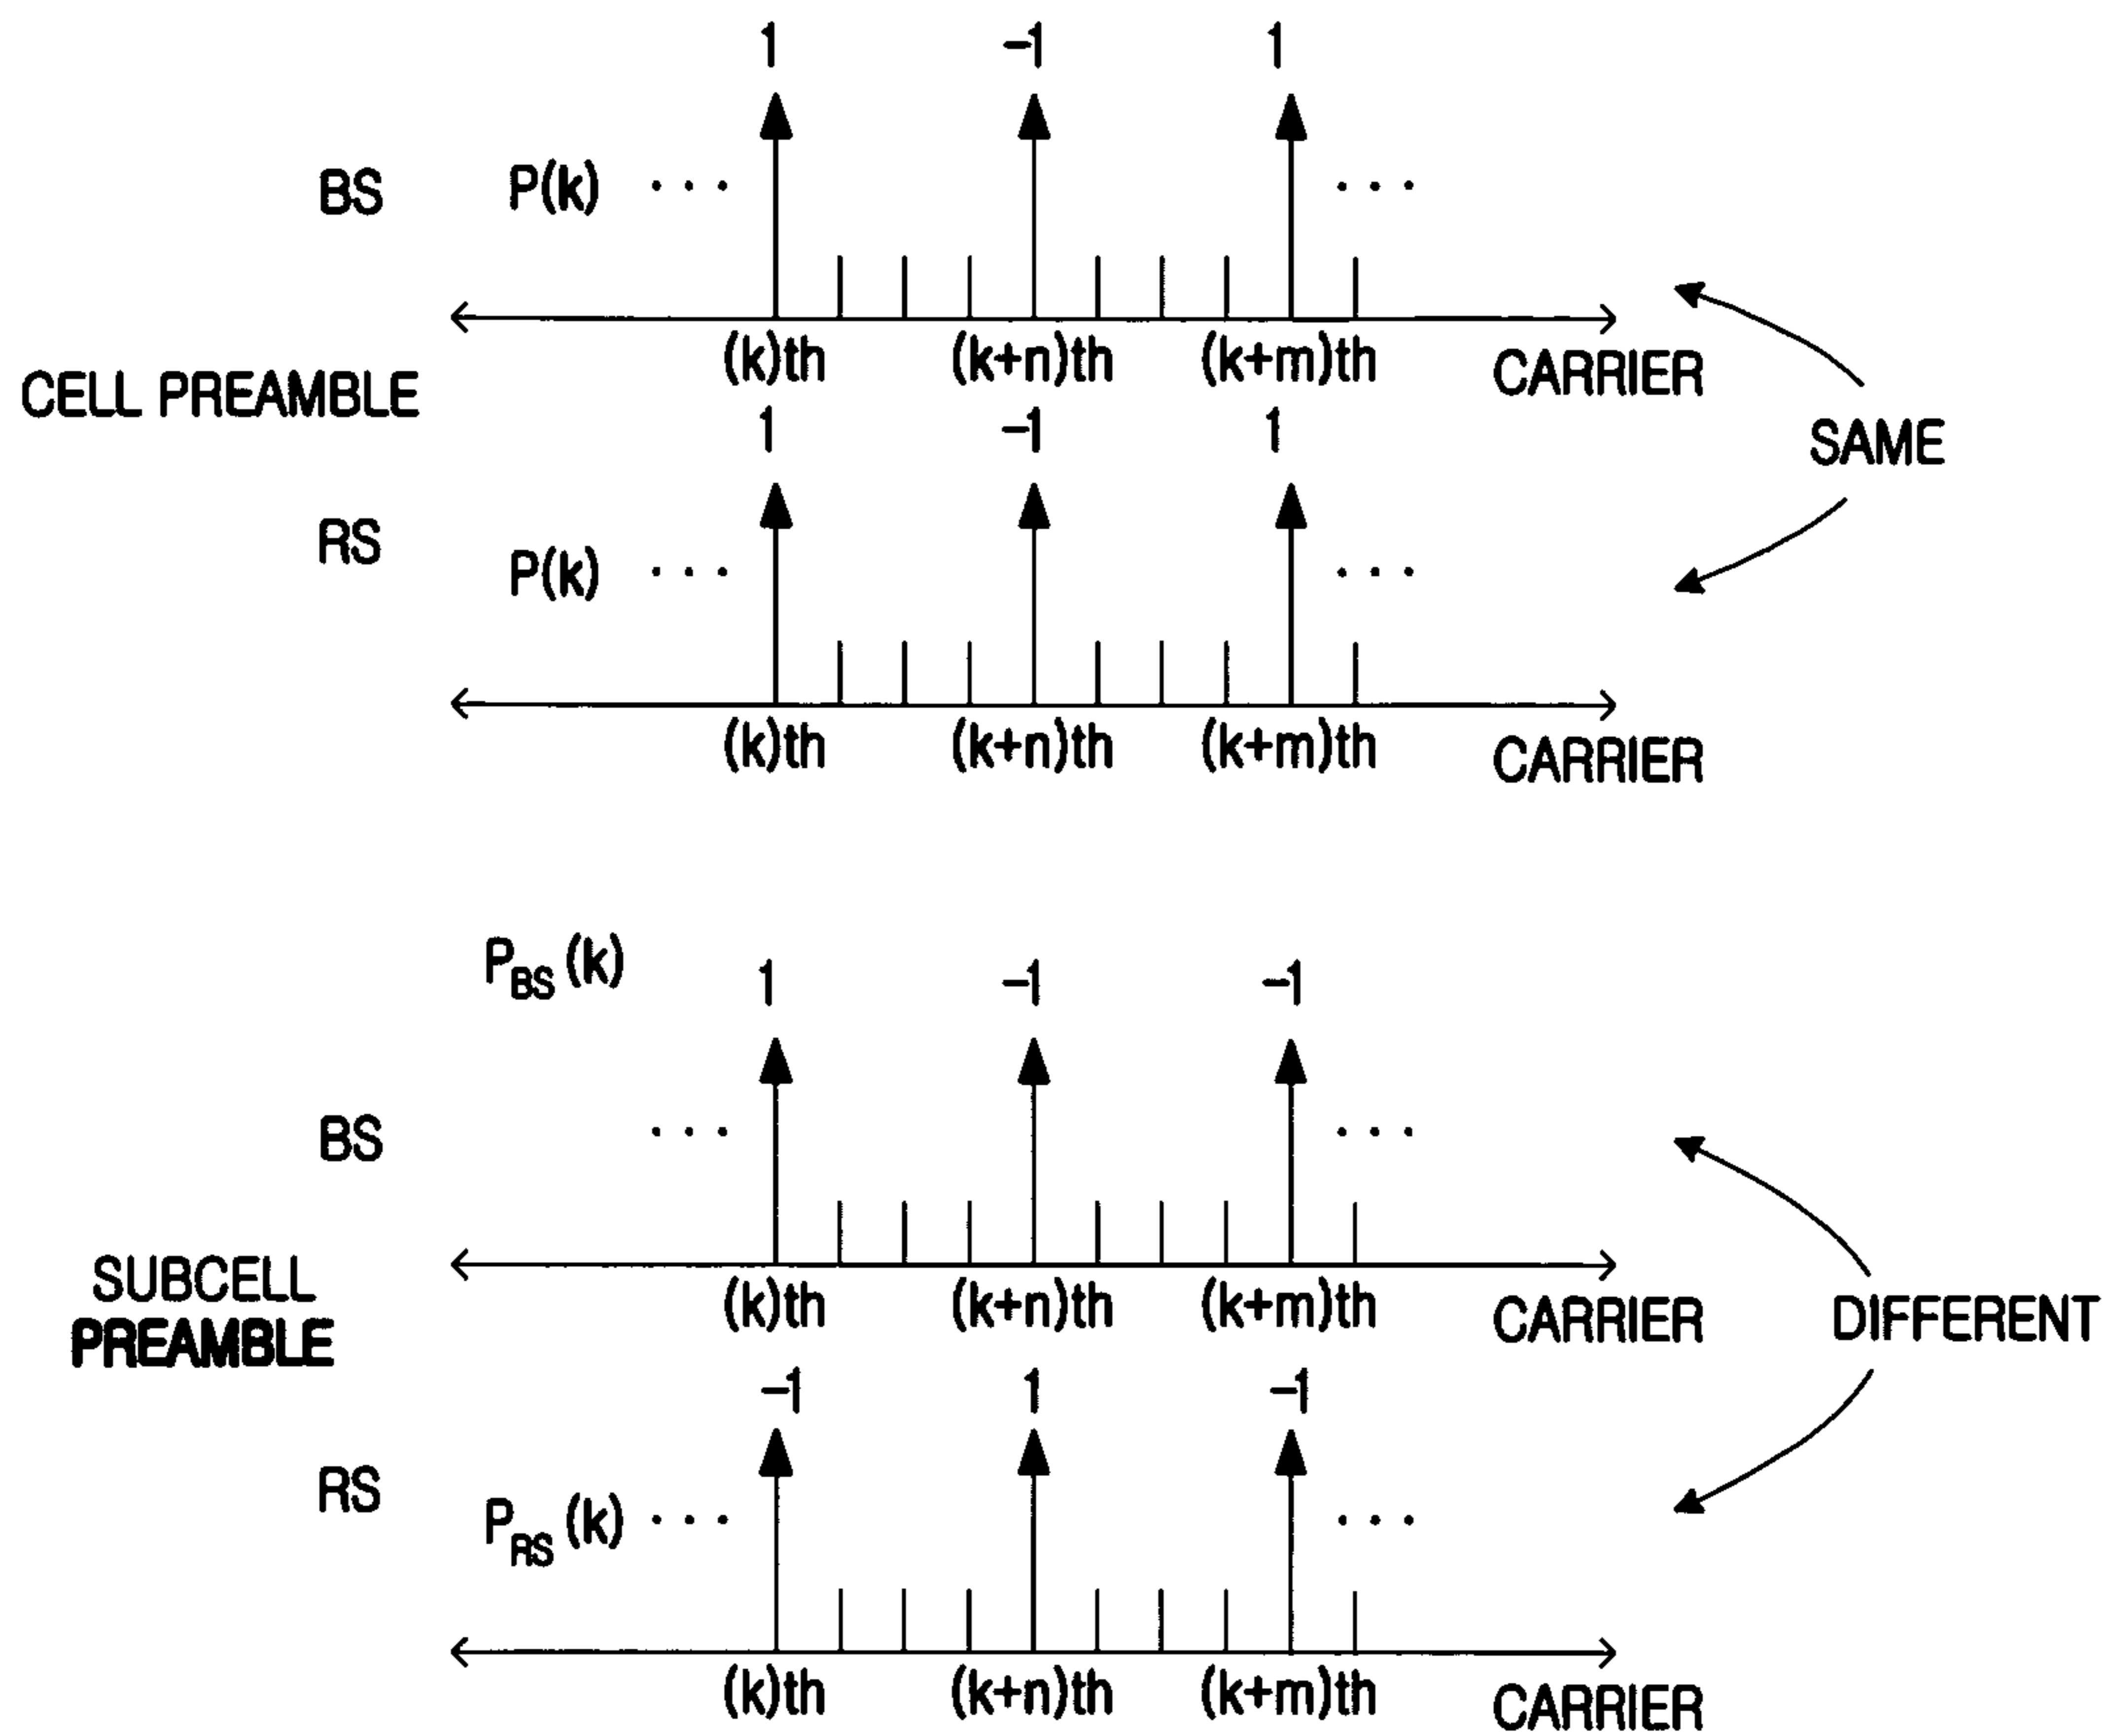 1 −1 1
BS P(k) ... ...
(k)th (k+n)th (k+m)th CARRIER
CELL PREAMBLE
1 −1 1
SAME
RS
P(k) ... ...
(k)th (k+n)th (k+m)th CARRIER
P_BS (k)
1 −1 −1
BS ... ...
SUBCELL
PREAMBLE
(k)th (k+n)th (k+m)th CARRIER
DIFFERENT
−1 1 −1
RS
P_RS (k) ... ...
(k)th (k+n)th (k+m)th CARRIER